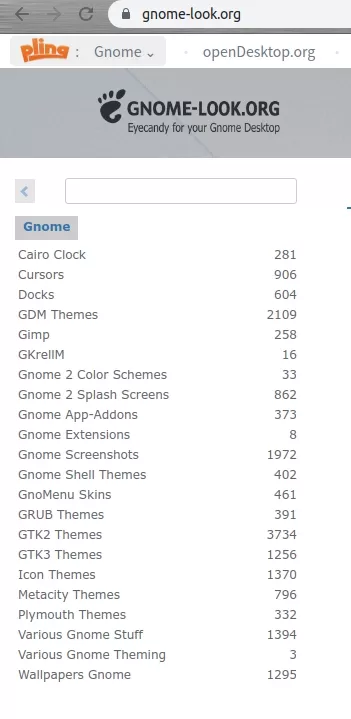 gnome-look.org
pling : Gnome openDesktop.org
GNOME-LOOK.ORG
Eyecandy for your Gnome Desktop
Gnome
Cairo Clock 281
Cursors 906
Docks 604
GDM Themes 2109
Gimp 258
GKrellM 16
Gnome 2 Color Schemes 33
Gnome 2 Splash Screens 862
Gnome App-Addons 373
Gnome Extensions 8
Gnome Screenshots 1972
Gnome Shell Themes 402
GnoMenu Skins 461
GRUB Themes 391
GTK2 Themes 3734
GTK3 Themes 1256
Icon Themes 1370
Metacity Themes 796
Plymouth Themes 332
Various Gnome Stuff 1394
Various Gnome Theming 3
Wallpapers Gnome 1295